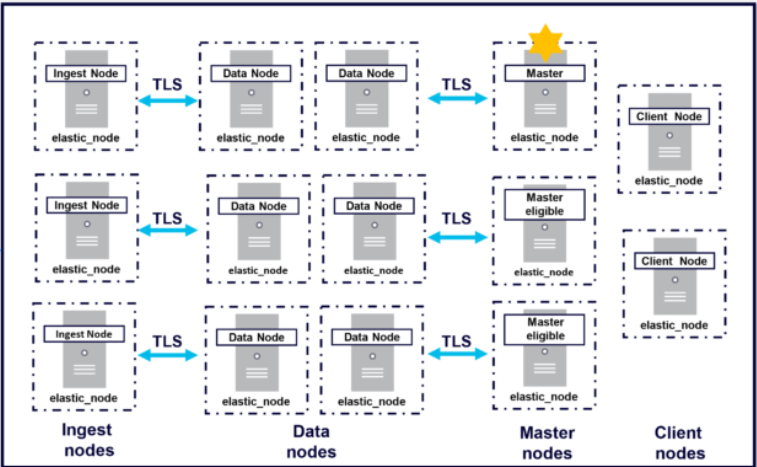 Ingest Node
TLS
Data Node
Data Node
TLS
Master
elastic_node
elastic_node
elastic_node
elastic_node
Client Node
elastic_node
Ingest Node
TLS
Data Node
Data Node
TLS
Master
eligible
elastic_node
elastic_node
elastic_node
elastic_node
Client Node
elastic_node
Ingest Node
TLS
Data Node
Data Node
TLS
Master
eligible
elastic_node
elastic_node
elastic_node
elastic_node
Ingest
nodes
Data
nodes
Master
nodes
Client
nodes